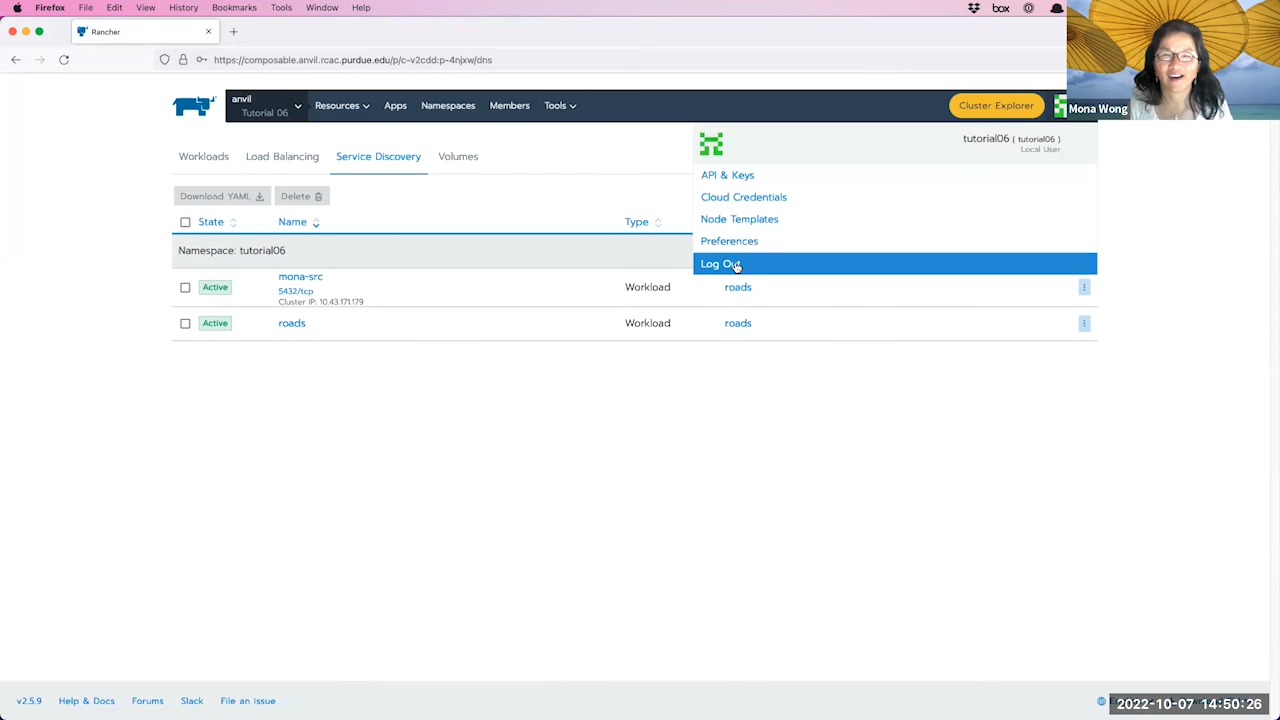 Firefox File Edit View History Bookmarks Tools Window Help
box
Rancher
https://composable.anvil.rcac.purdue.edu/p/c-v2cdd:p-4njxw/dns
Mona Wong
anvil
Tutorial 06
Resources Apps Namespaces Members Tools
Cluster Explorer
tutorial06 ( tutorial06 )
Local User
Workloads Load Balancing Service Discovery Volumes
API & Keys
Cloud Credentials
Node Templates
Preferences
Log Out
Download YAML Delete
State Name Type
Namespace: tutorial06
Active mona-src Workload roads
5432/tcp
Cluster IP: 10.43.171.179
Active roads Workload roads
v2.5.9 Help & Docs Forums Slack File an Issue
2022-10-07 14:50:26